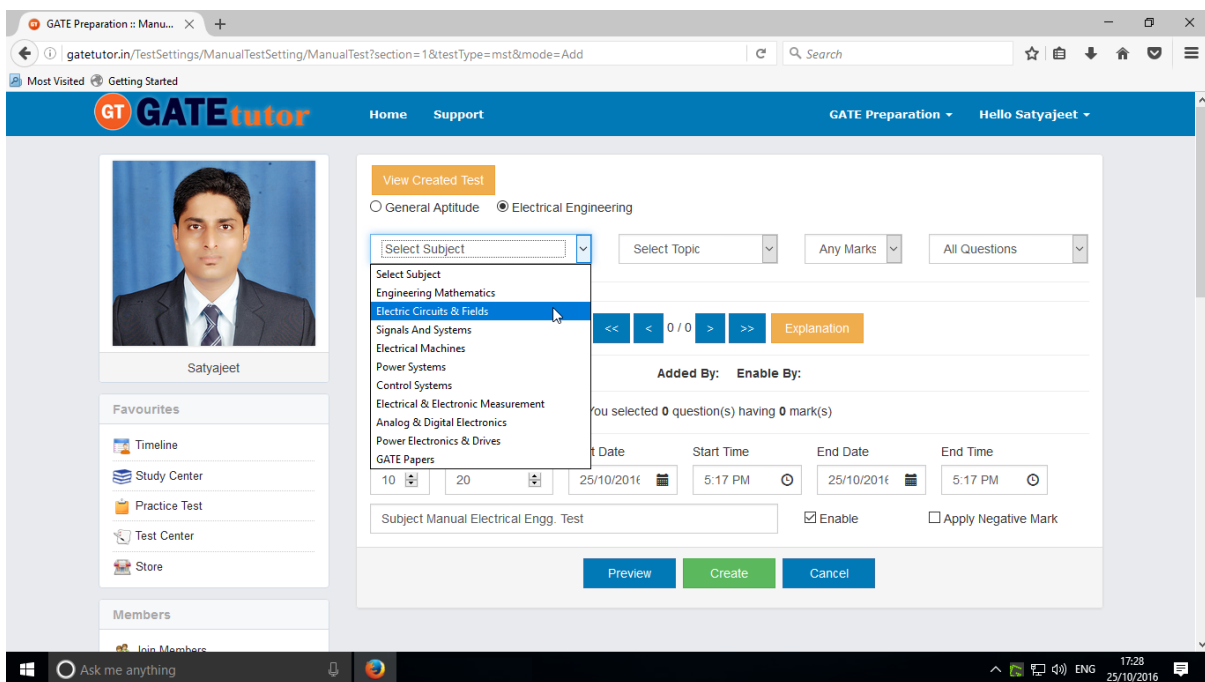 GATE Preparation :: Manu...
gatetutor.in/TestSettings/ManualTestSetting/ManualTest?section=1&testType=mst&mode=Add
Search
Most Visited Getting Started
GT GATEtutor Home Support GATE Preparation Hello Satyajeet
View Created Test
General Aptitude Electrical Engineering
Select Subject Select Topic Any Marks All Questions
Select Subject
Engineering Mathematics
Electric Circuits & Fields
Signals And Systems
Electrical Machines
Power Systems
Control Systems
Electrical & Electronic Measurement
Analog & Digital Electronics
Power Electronics & Drives
GATE Papers
<< < 0 / 0 > >> Explanation
Added By: Enable By:
You selected 0 question(s) having 0 mark(s)
t Date Start Time End Date End Time
10 20 25/10/2016 5:17 PM 25/10/2016 5:17 PM
Subject Manual Electrical Engg. Test Enable Apply Negative Mark
Preview Create Cancel
Satyajeet
Favourites
Timeline
Study Center
Practice Test
Test Center
Store
Members
Join Members
Ask me anything
ENG
17:28
25/10/2016